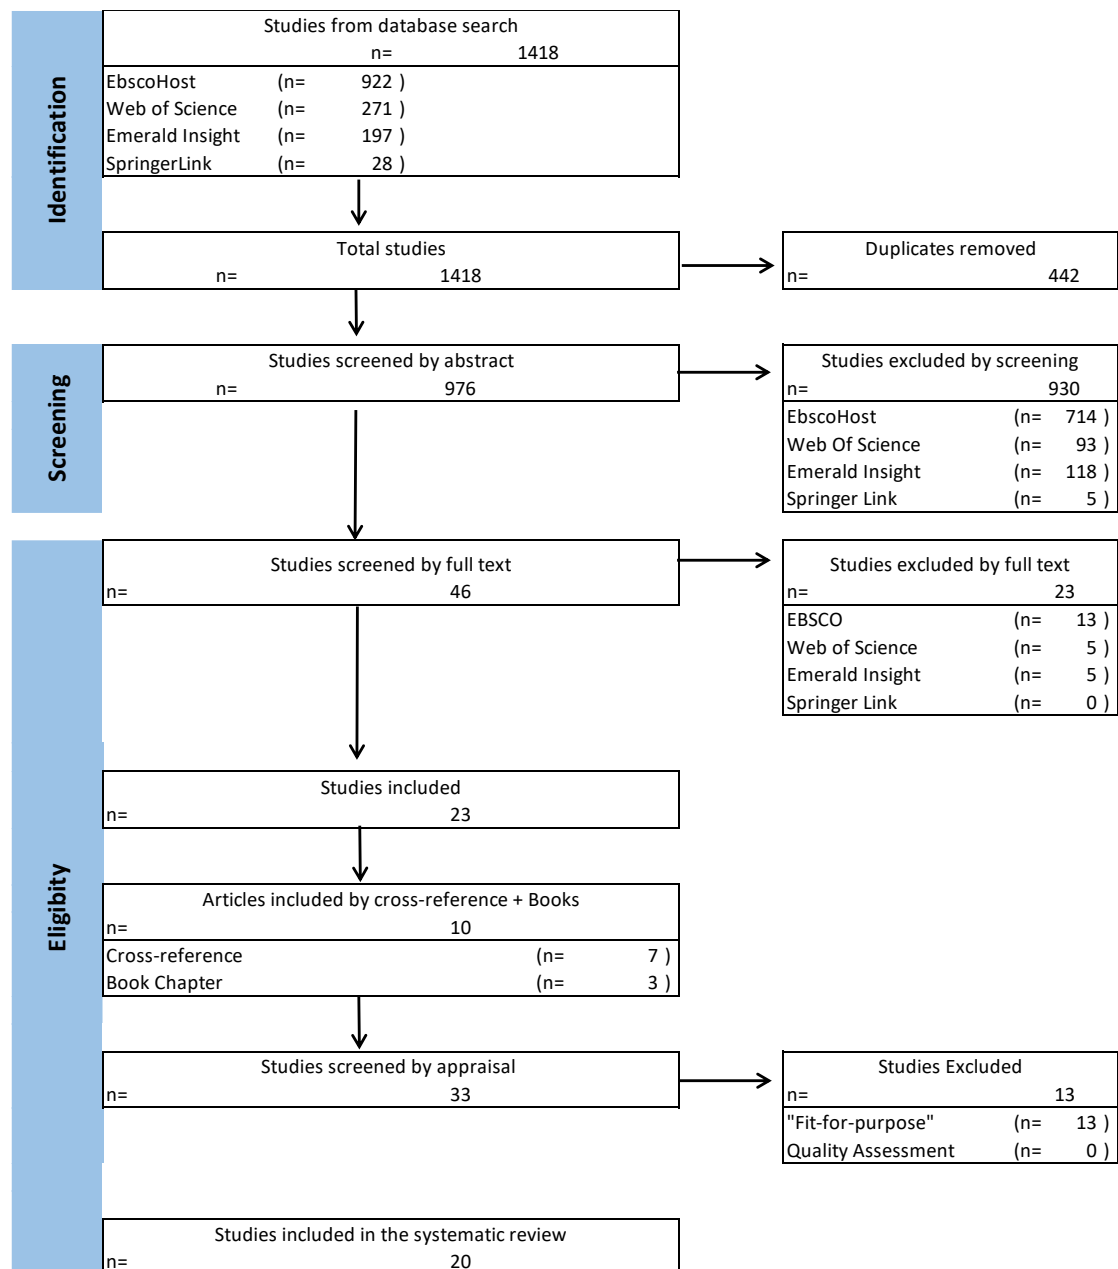 Identification
Studies from database search
n= 1418
EbscoHost (n= 922 )
Web of Science (n= 271 )
Emerald Insight (n= 197 )
SpringerLink (n= 28 )
Total studies
n= 1418
Duplicates removed
n= 442
Screening
Studies screened by abstract
n= 976
Studies excluded by screening
n= 930
EbscoHost (n= 714 )
Web Of Science (n= 93 )
Emerald Insight (n= 118 )
Springer Link (n= 5 )
Eligibity
Studies screened by full text
n= 46
Studies excluded by full text
n= 23
EBSCO (n= 13 )
Web of Science (n= 5 )
Emerald Insight (n= 5 )
Springer Link (n= 0 )
Studies included
n= 23
Articles included by cross-reference + Books
n= 10
Cross-reference (n= 7 )
Book Chapter (n= 3 )
Studies screened by appraisal
n= 33
Studies Excluded
n= 13
"Fit-for-purpose" (n= 13 )
Quality Assessment (n= 0 )
Studies included in the systematic review
n= 20